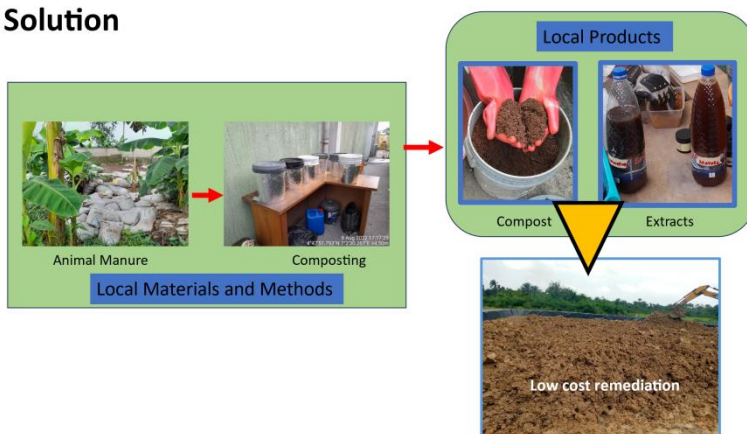 Solution
Local Products
Animal Manure
Composting
Local Materials and Methods
Compost
Extracts
Low cost remediation